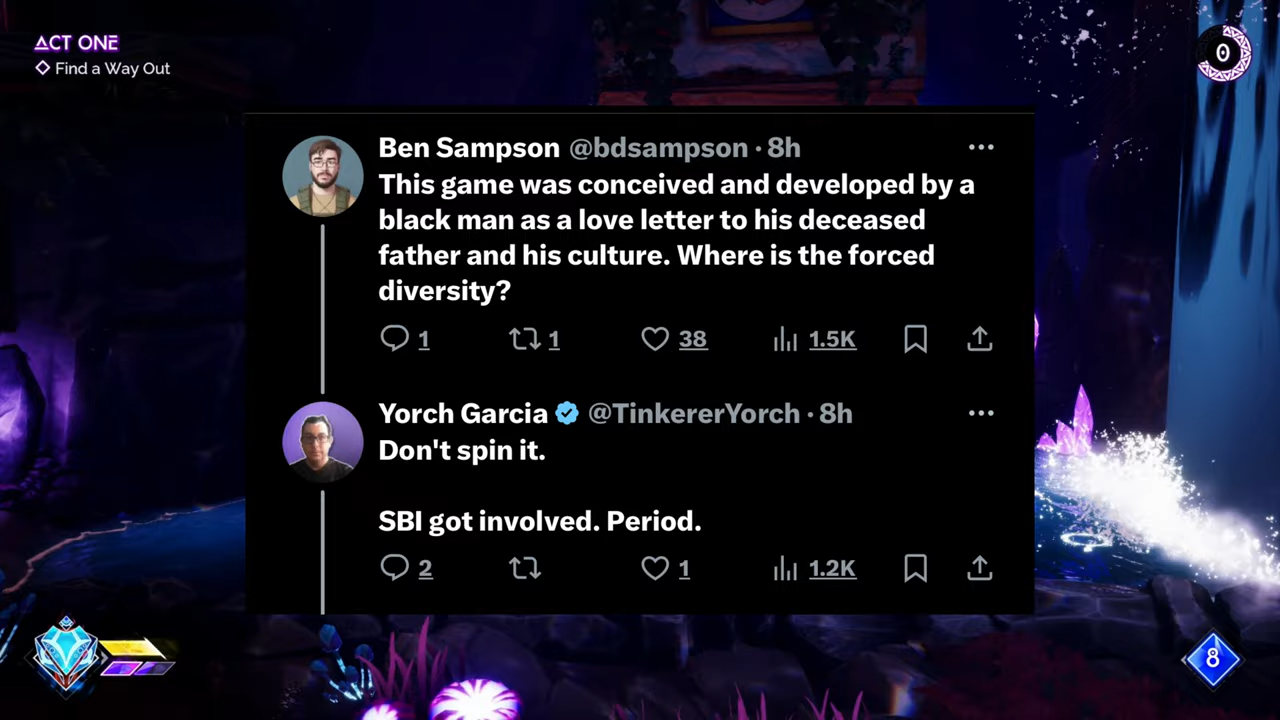 ACT ONE
Find a Way Out
0
Ben Sampson @bdsampson · 8h
This game was conceived and developed by a
black man as a love letter to his deceased
father and his culture. Where is the forced
diversity?
1 1 38 1.5K
Yorch Garcia @TinkererYorch · 8h
Don't spin it.
SBI got involved. Period.
2 1 1.2K
8